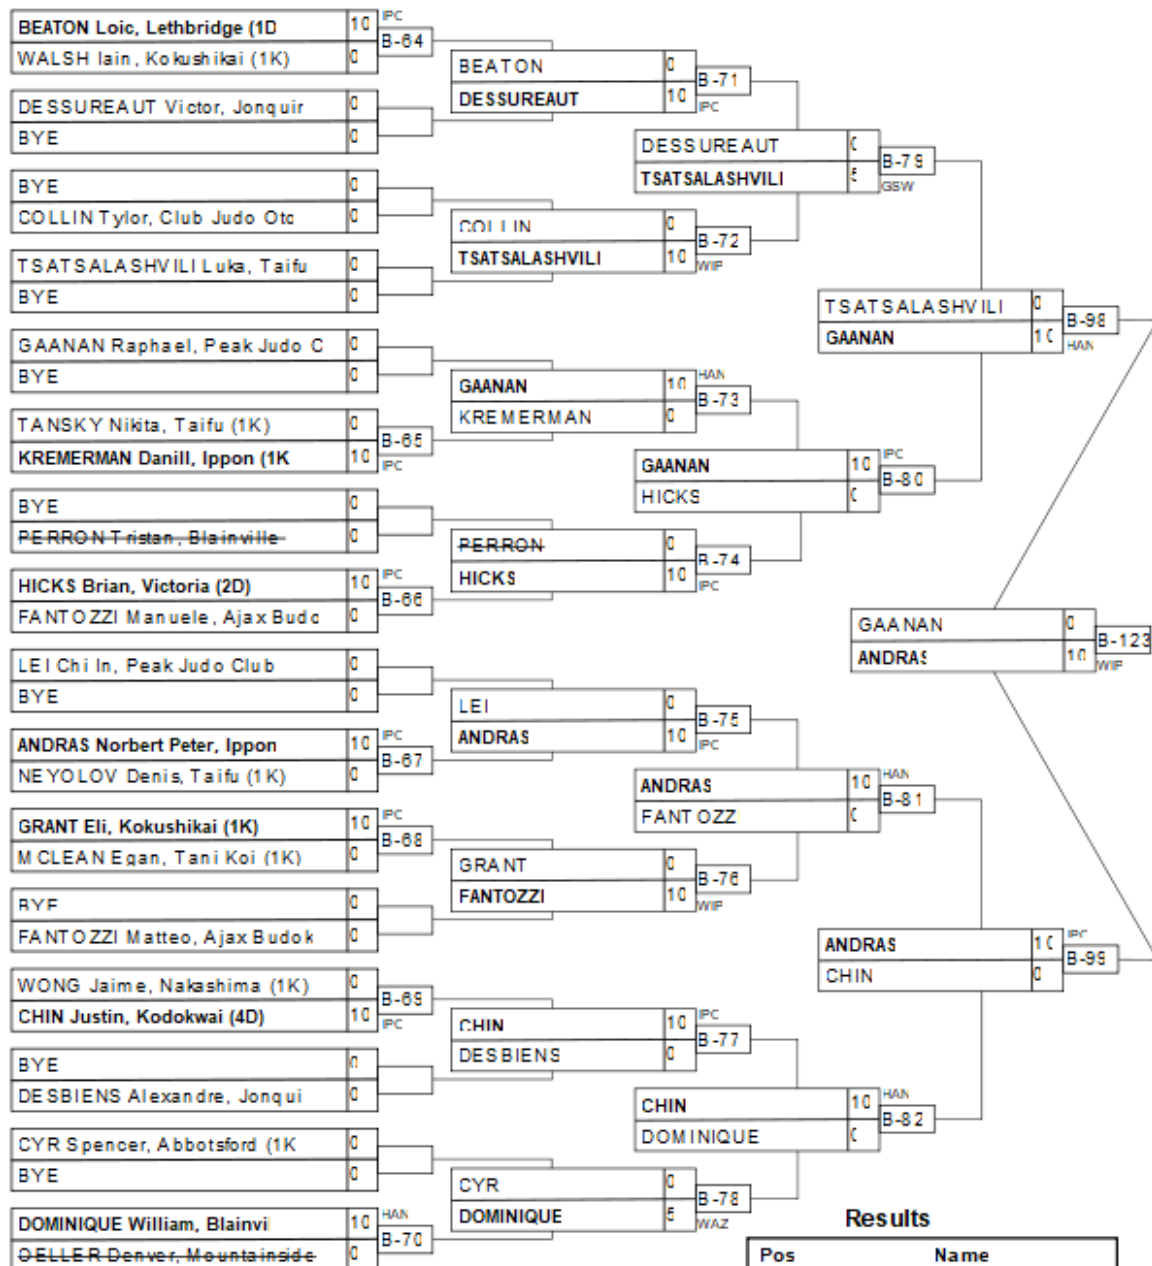 BEATON Loic, Lethbridge (1D 10 IPC
B-64
WALSH Iain, Kokushikai (1K) 0
DESSUREAUT Victor, Jonquir 0
BYE 0
BYE 0
COLLIN Tylor, Club Judo Otc 0
TSATSALASHVILI Luka, Taifu 0
BYE 0
GAANAN Raphael, Peak Judo C 0
BYE 0
TANSKY Nikita, Taifu (1K) 0
B-65
KREMERMAN Danill, Ippon (1K 10 IPC
BYE 0
PERRON Tristan, Blainville 0
HICKS Brian, Victoria (2D) 10 IPC
B-66
FANTOZZI Manuele, Ajax Budc 0
LEI Chi In, Peak Judo Club 0
BYE 0
ANDRAS Norbert Peter, Ippon 10 IPC
B-67
NEYOLOV Denis, Taifu (1K) 0
GRANT Eli, Kokushikai (1K) 10 IPC
B-68
MCLEAN Egan, Tani Koi (1K) 0
BYE 0
FANTOZZI Matteo, Ajax Budok 0
WONG Jaime, Nakashima (1K) 0
B-69
CHIN Justin, Kodokwai (4D) 10 IPC
BYE 0
DESBIENS Alexandre, Jonqui 0
CYR Spencer, Abbotsford (1K 0
BYE 0
DOMINIQUE William, Blainvil 10 HAN
B-70
OELLER Denver, Mountainside 0
BEATON 0
B-71
DESSUREAUT 10 IPC
COLLIN 0
B-72
TSATSALASHVILI 10 WIP
GAANAN 10 HAN
B-73
KREMERMAN 0
PERRON 0
B-74
HICKS 10 IPC
LEI 0
B-75
ANDRAS 10 IPC
GRANT 0
B-76
FANTOZZI 10 WIP
CHIN 10 IPC
B-77
DESBIENS 0
CYR 0
B-78
DOMINIQUE 5 WAZ
DESSUREAUT 0
B-79
TSATSALASHVILI 5 GSW
GAANAN 10 IPC
B-80
HICKS 0
ANDRAS 10 HAN
B-81
FANTOZZ 0
CHIN 10 HAN
B-82
DOMINIQUE 0
TSATSALASHVILI 0
B-98
GAANAN 10 HAN
ANDRAS 10 IPC
B-99
CHIN 0
GAANAN 0
B-123
ANDRAS 10 WIP
Results
Pos Name